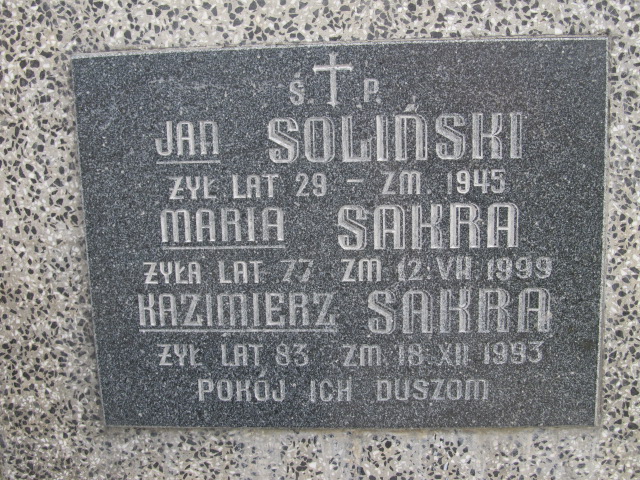 Ś. P.
JAN SOLIŃSKI
ŻYŁ LAT 29 - ZM. 1945
MARIA SAKRA
ŻYŁA LAT 77 ZM 12.VII 1999
KAZIMIERZ SAKRA
ŻYŁ LAT 83 ZM. 18.XII 1993
POKÓJ ICH DUSZOM